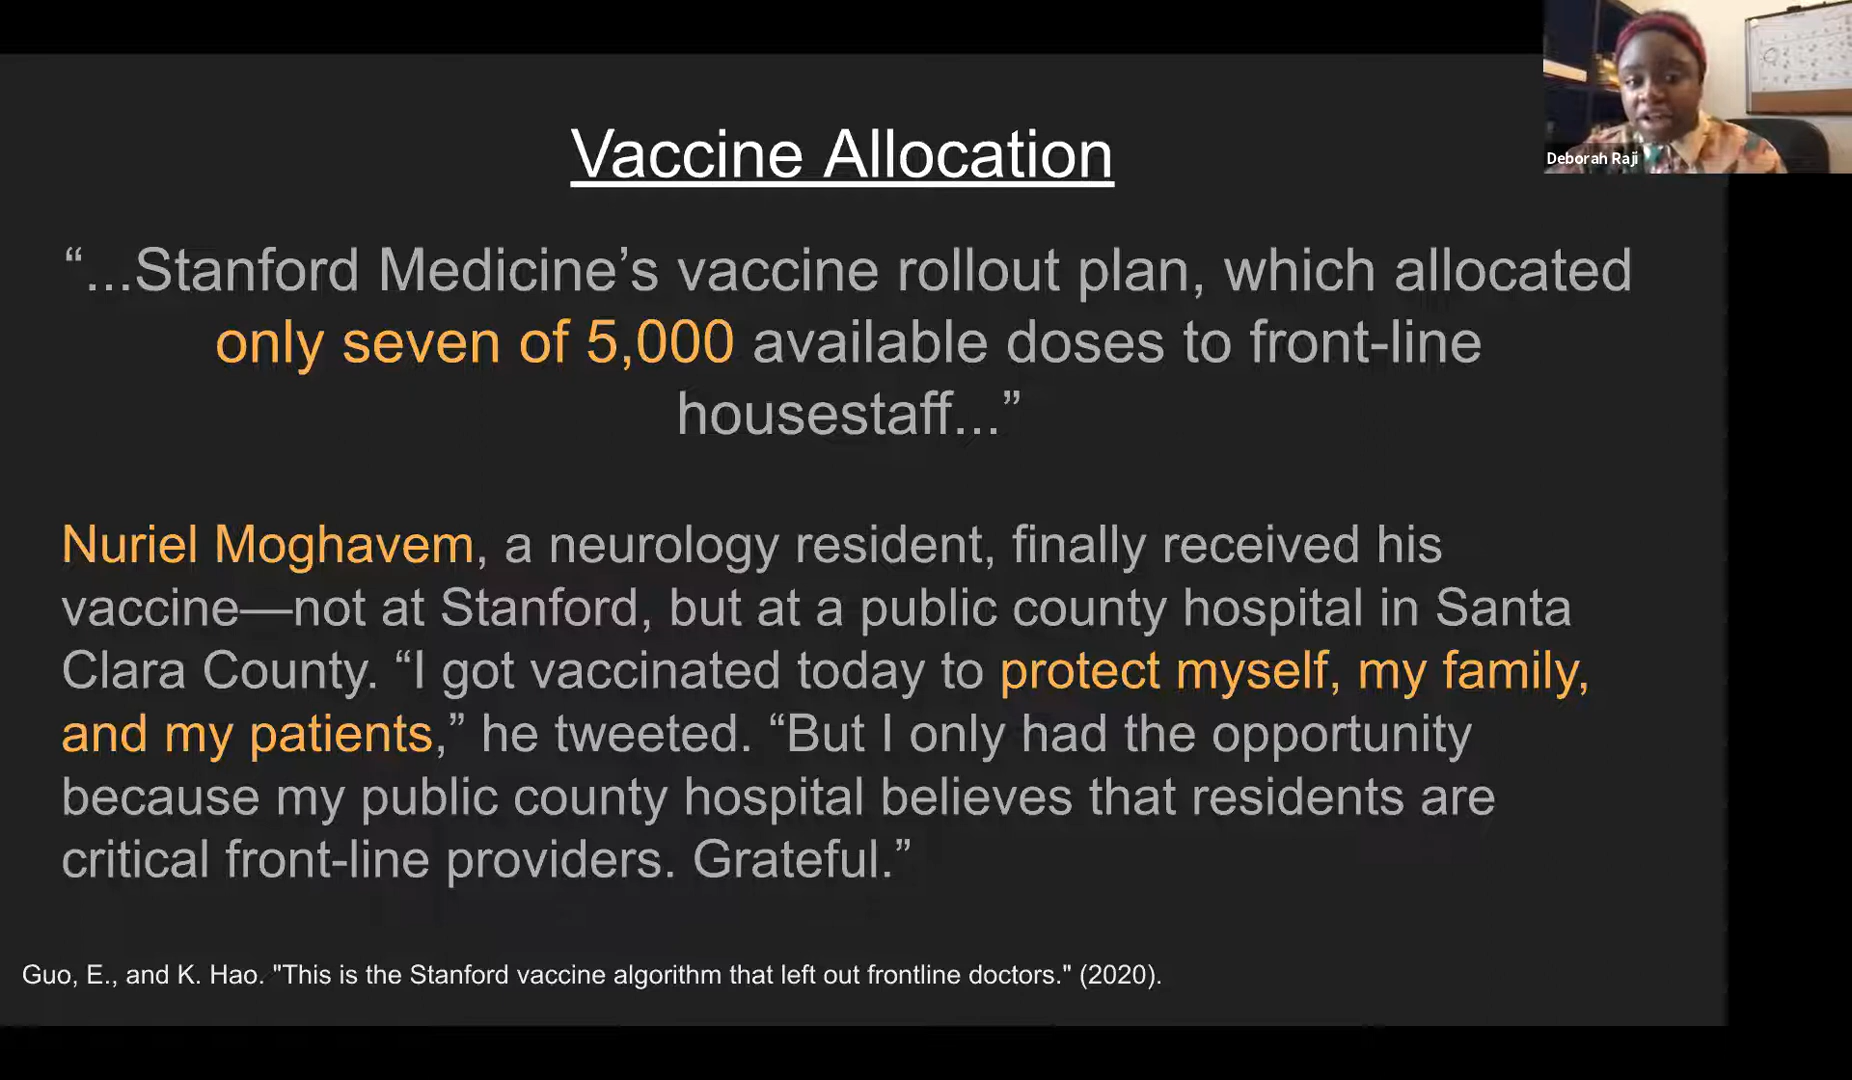 Vaccine Allocation
“...Stanford Medicine’s vaccine rollout plan, which allocated
only seven of 5,000 available doses to front-line
housestaff...”
Nuriel Moghavem, a neurology resident, finally received his
vaccine—not at Stanford, but at a public county hospital in Santa
Clara County. “I got vaccinated today to protect myself, my family,
and my patients,” he tweeted. “But I only had the opportunity
because my public county hospital believes that residents are
critical front-line providers. Grateful.”
Guo, E., and K. Hao. "This is the Stanford vaccine algorithm that left out frontline doctors." (2020).
Deborah Raji